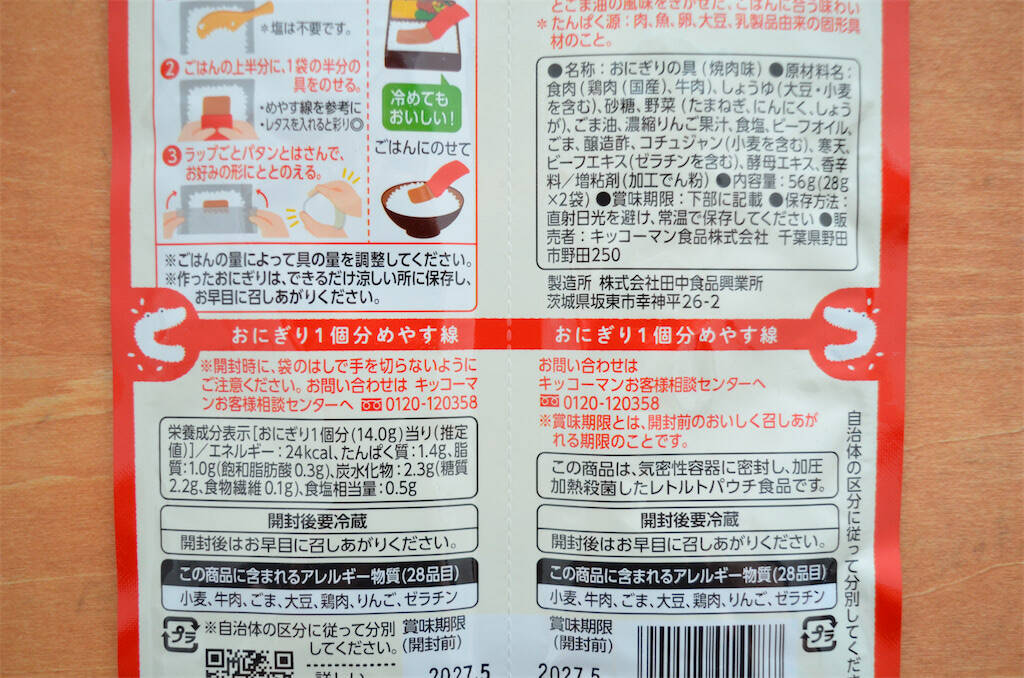 ＊塩は不要です。
❷ ごはんの上半分に、1袋の半分の
具をのせる。
•めやす線を参考に
•レタスを入れると彩り◎
❸ ラップごとパタンとはさんで、
お好みの形にととのえる。
冷めても
おいしい!
ごはんにのせて
※ごはんの量によって具の量を調整してください。
※作ったおにぎりは、できるだけ涼しい所に保存し、
お早目に召しあがりください。
とごま油の風味をきかせた、ごはんに合う味わい
＊たんぱく源：肉、魚、卵、大豆、乳製品由来の固形具
材のこと。
●名称：おにぎりの具(焼肉味) ●原材料名：
食肉(鶏肉(国産)、牛肉)、しょうゆ(大豆・小麦
を含む)、砂糖、野菜(たまねぎ、にんにく、しょう
が)、ごま油、濃縮りんご果汁、食塩、ビーフオイル、
ごま、醸造酢、コチュジャン(小麦を含む)、寒天、
ビーフエキス(ゼラチンを含む)、酵母エキス、香辛
料／増粘剤(加工でん粉) ●内容量：56g(28g
×2袋) ●賞味期限：下部に記載 ●保存方法：
直射日光を避け、常温で保存してください ●販
売者：キッコーマン食品株式会社 千葉県野田
市野田250
製造所 株式会社田中食品興業所
茨城県坂東市幸神平26-2
おにぎり1個分めやす線
おにぎり1個分めやす線
※開封時に、袋のはしで手を切らないように
ご注意ください。お問い合わせは キッコーマ
ンお客様相談センターへ 0120-120358
栄養成分表示[おにぎり1個分(14.0g)当り(推定
値)]／エネルギー：24kcal、たんぱく質：1.4g、脂
質：1.0g(飽和脂肪酸0.3g)、炭水化物：2.3g(糖質
2.2g、食物繊維0.1g)、食塩相当量：0.5g
開封後要冷蔵
開封後はお早目に召しあがりください。
この商品に含まれるアレルギー物質(28品目)
小麦、牛肉、ごま、大豆、鶏肉、りんご、ゼラチン
プラ
※自治体の区分に従って分別
してください。
賞味期限
(開封前)
2027.5
お問い合わせは
キッコーマンお客様相談センターへ
0120-120358
※賞味期限とは、開封前のおいしく召しあが
れる期限のことです。
この商品は、気密性容器に密封し、加圧
加熱殺菌したレトルトパウチ食品です。
開封後要冷蔵
開封後はお早目に召しあがりください。
この商品に含まれるアレルギー物質(28品目)
小麦、牛肉、ごま、大豆、鶏肉、りんご、ゼラチン
賞味期限
(開封前)
2027.5
プラ
自治体の区分に従って分別してくださ